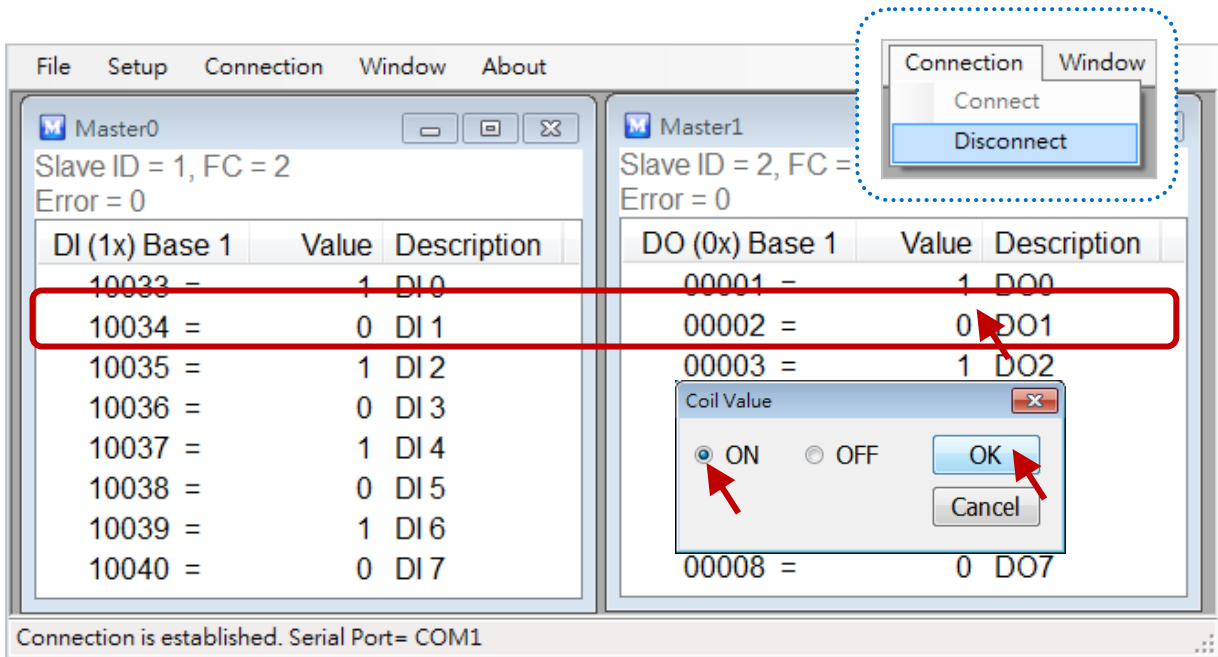 File Setup Connection Window About
Connection Window
Connect
Disconnect
Master0
Slave ID = 1, FC = 2
Error = 0
DI (1x) Base 1 Value Description
10033 = 1 DI 0
10034 = 0 DI 1
10035 = 1 DI 2
10036 = 0 DI 3
10037 = 1 DI 4
10038 = 0 DI 5
10039 = 1 DI 6
10040 = 0 DI 7
Master1
Slave ID = 2, FC =
Error = 0
DO (0x) Base 1 Value Description
00001 = 1 DO0
00002 = 0 DO1
00003 = 1 DO2
Coil Value
ON OFF OK
Cancel
00008 = 0 DO7
Connection is established. Serial Port= COM1